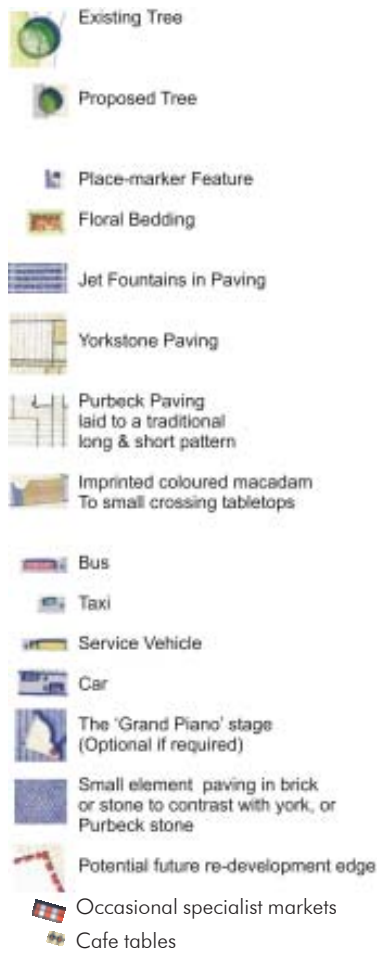 Existing Tree
Proposed Tree
Place-marker Feature
Floral Bedding
Jet Fountains in Paving
Yorkstone Paving
Purbeck Paving
laid to a traditional
long & short pattern
Imprinted coloured macadam
To small crossing tabletops
Bus
Taxi
Service Vehicle
Car
The ‘Grand Piano’ stage
(Optional if required)
Small element paving in brick
or stone to contrast with york, or
Purbeck stone
Potential future re-development edge
Occasional specialist markets
Cafe tables